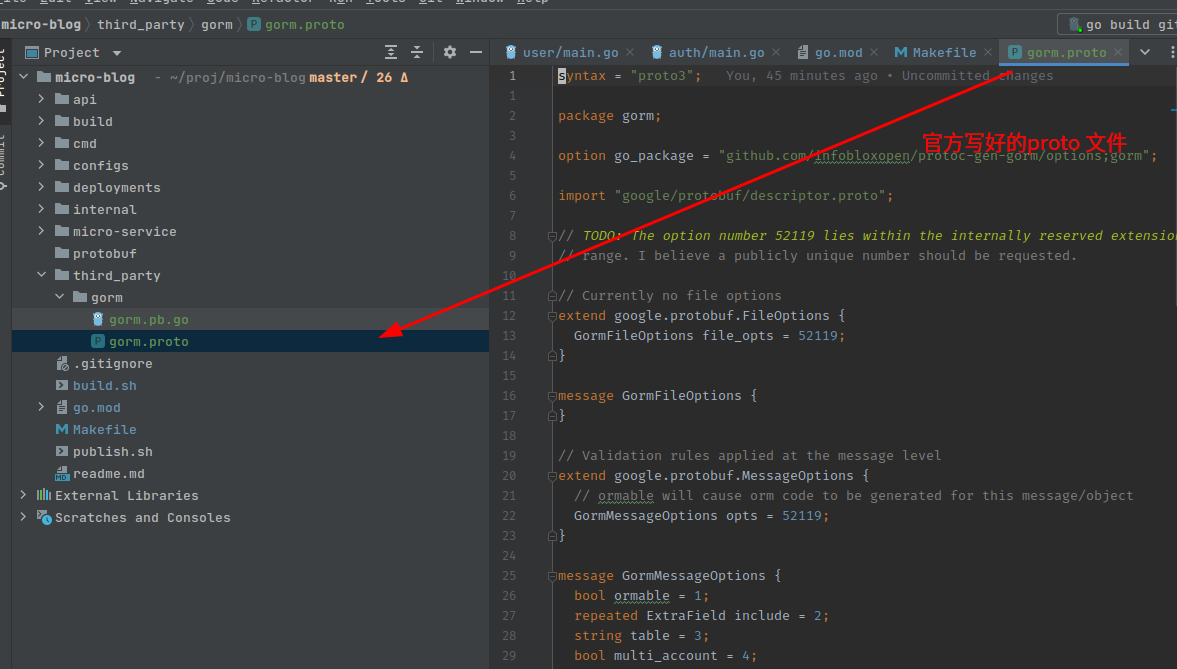 micro-blog third_party gorm gorm.proto
go build git
Project
user/main.go auth/main.go go.mod Makefile gorm.proto
micro-blog - ~/proj/micro-blog master / 26 Δ
api
build
cmd
configs
deployments
internal
micro-service
protobuf
third_party
gorm
gorm.pb.go
gorm.proto
.gitignore
build.sh
go.mod
Makefile
publish.sh
readme.md
External Libraries
Scratches and Consoles
1 syntax = "proto3"; You, 45 minutes ago • Uncommitted changes
1
2 package gorm;
3
官方写好的proto 文件
4 option go_package = "github.com/infobloxopen/protoc-gen-gorm/options;gorm";
5
6 import "google/protobuf/descriptor.proto";
7
8 // TODO: The option number 52119 lies within the internally reserved extensio
9 // range. I believe a publicly unique number should be requested.
10
11 // Currently no file options
12 extend google.protobuf.FileOptions {
13 GormFileOptions file_opts = 52119;
14 }
15
16 message GormFileOptions {
17 }
18
19 // Validation rules applied at the message level
20 extend google.protobuf.MessageOptions {
21 // ormable will cause orm code to be generated for this message/object
22 GormMessageOptions opts = 52119;
23 }
24
25 message GormMessageOptions {
26 bool ormable = 1;
27 repeated ExtraField include = 2;
28 string table = 3;
29 bool multi_account = 4;